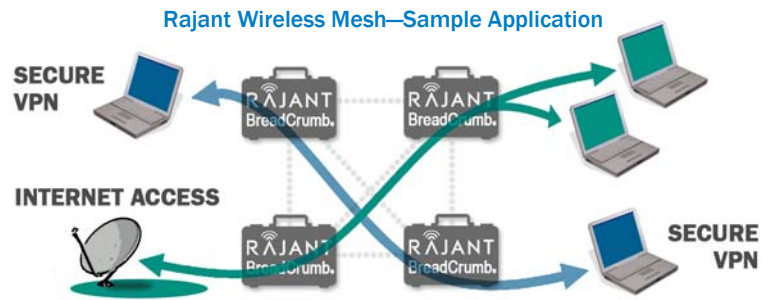 Rajant Wireless Mesh—Sample Application
SECURE
VPN
RAJANT
BreadCrumb®
RAJANT
BreadCrumb®
INTERNET ACCESS
RAJANT
BreadCrumb®
RAJANT
BreadCrumb®
SECURE
VPN